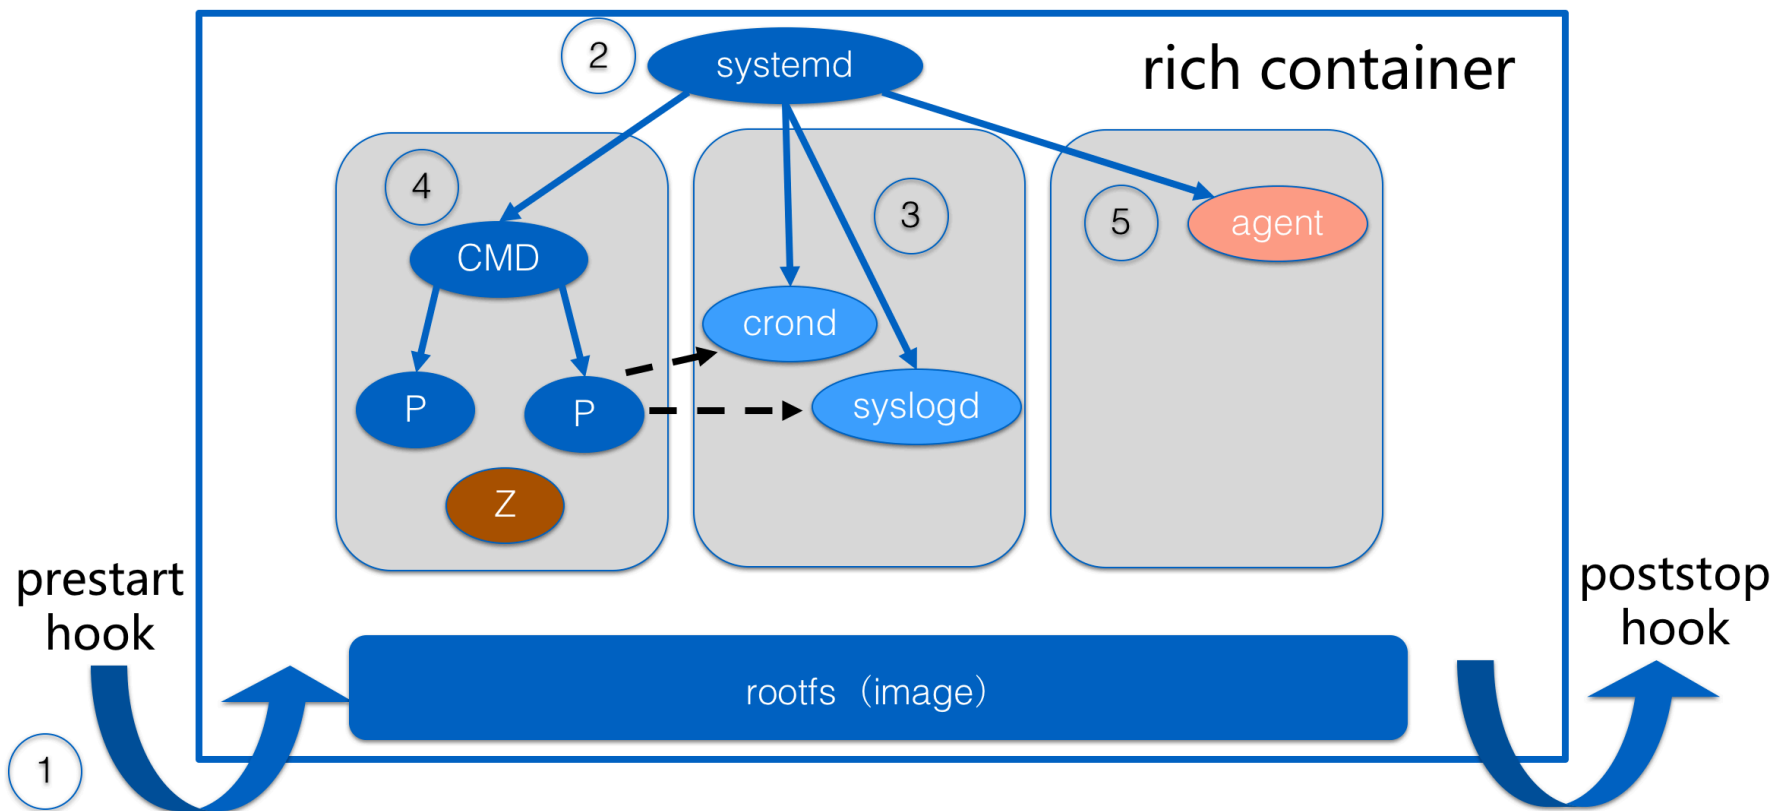 2
systemd
rich container
4
3
5
agent
CMD
crond
P
P
syslogd
Z
prestart
hook
poststop
hook
rootfs（image）
1